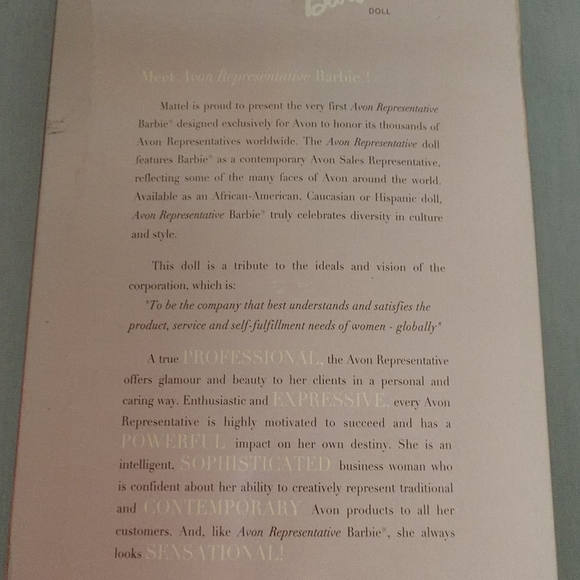 DOLL
Meet Avon Representative Barbie®!
Mattel is proud to present the very first Avon Representative
Barbie® designed exclusively for Avon to honor its thousands of
Avon Representatives worldwide. The Avon Representative doll
features Barbie® as a contemporary Avon Sales Representative,
reflecting some of the many faces of Avon around the world.
Available as an African-American, Caucasian or Hispanic doll,
Avon Representative Barbie® truly celebrates diversity in culture
and style.
This doll is a tribute to the ideals and vision of the
corporation, which is:
"To be the company that best understands and satisfies the
product, service and self-fulfillment needs of women - globally"
A true PROFESSIONAL, the Avon Representative
offers glamour and beauty to her clients in a personal and
caring way. Enthusiastic and EXPRESSIVE, every Avon
Representative is highly motivated to succeed and has a
POWERFUL impact on her own destiny. She is an
intelligent, SOPHISTICATED business woman who
is confident about her ability to creatively represent traditional
and CONTEMPORARY Avon products to all her
customers. And, like Avon Representative Barbie®, she always
looks SENSATIONAL!